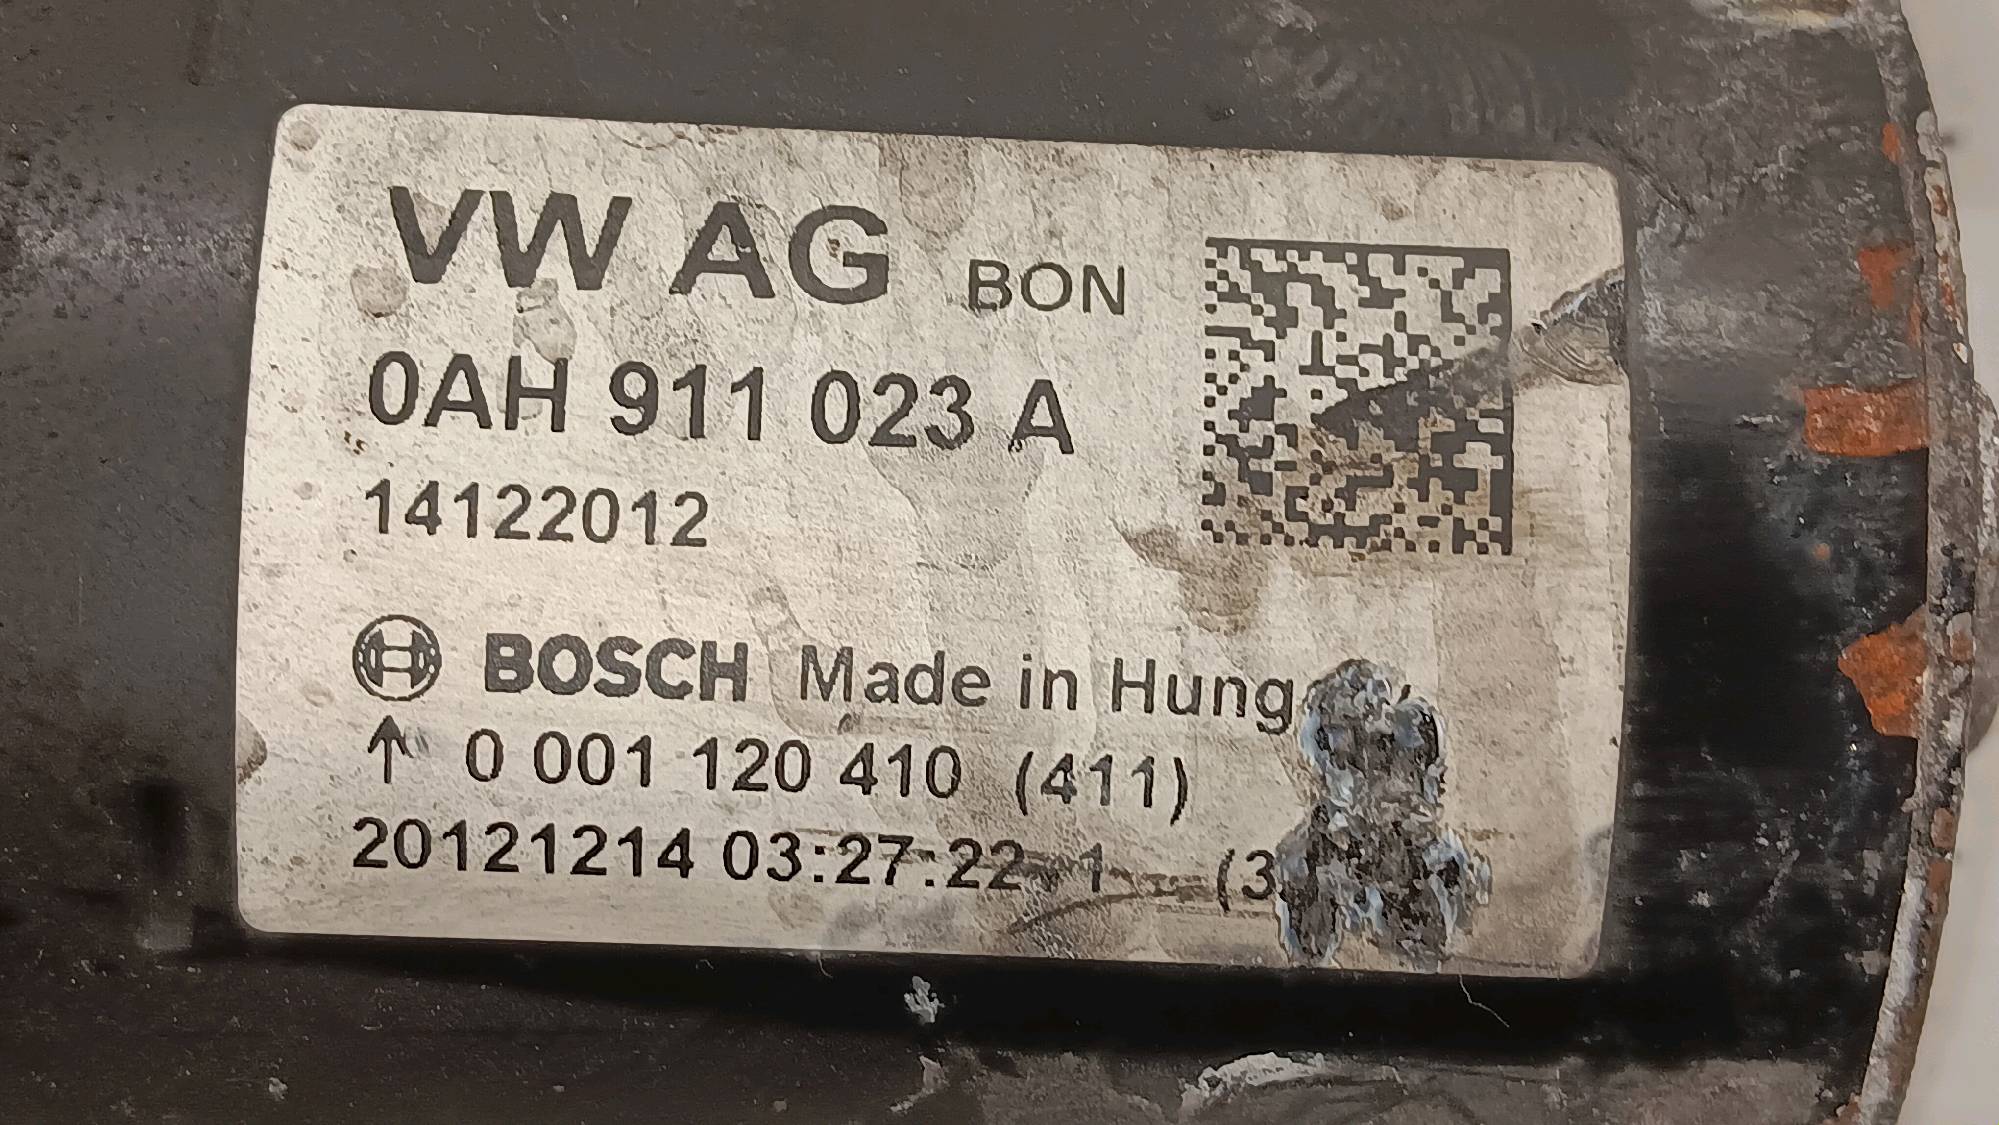 VW AG BON
0AH 911 023 A
14122012
BOSCH Made in
↑ 0 001 120 410 (411)
20121214 03:27:22 1